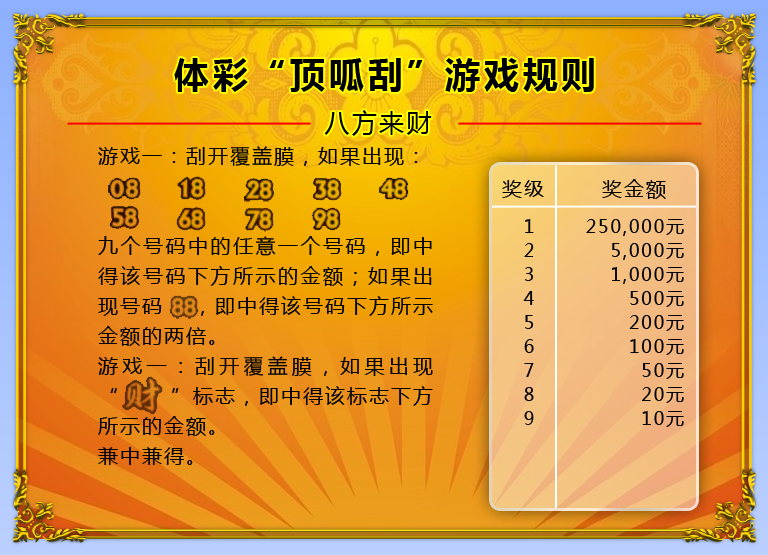 体彩“顶呱刮”游戏规则
八方来财
游戏一：刮开覆盖膜，如果出现：
08 18 28 38 48
58 68 78 98
九个号码中的任意一个号码，即中
得该号码下方所示的金额；如果出
现号码 88，即中得该号码下方所示
金额的两倍。
游戏一：刮开覆盖膜，如果出现
“财”标志，即中得该标志下方
所示的金额。
兼中兼得。
奖级 奖金额
1 250,000元
2 5,000元
3 1,000元
4 500元
5 200元
6 100元
7 50元
8 20元
9 10元